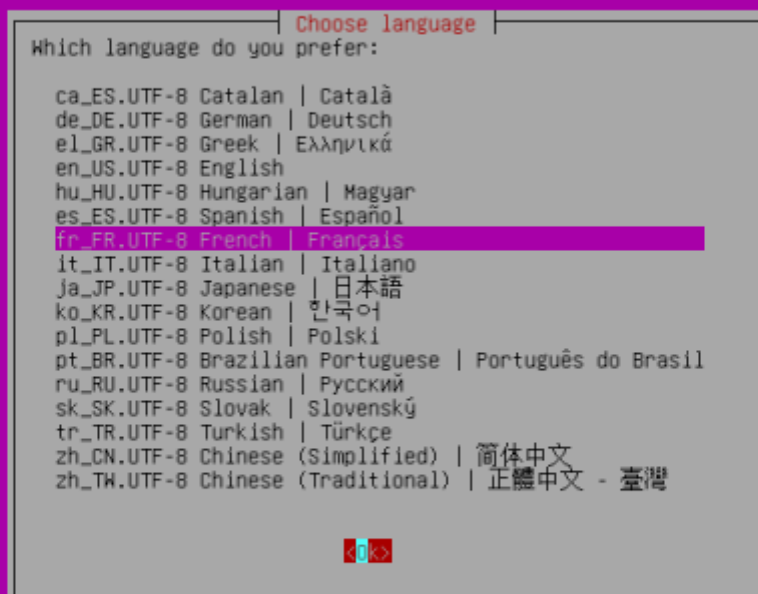 Choose language
Which language do you prefer:
ca_ES.UTF-8 Catalan | Català
de_DE.UTF-8 German | Deutsch
el_GR.UTF-8 Greek | Ελληνικά
en_US.UTF-8 English
hu_HU.UTF-8 Hungarian | Magyar
es_ES.UTF-8 Spanish | Español
fr_FR.UTF-8 French | Français
it_IT.UTF-8 Italian | Italiano
ja_JP.UTF-8 Japanese | 日本語
ko_KR.UTF-8 Korean | 한국어
pl_PL.UTF-8 Polish | Polski
pt_BR.UTF-8 Brazilian Portuguese | Português do Brasil
ru_RU.UTF-8 Russian | Русский
sk_SK.UTF-8 Slovak | Slovenský
tr_TR.UTF-8 Turkish | Türkçe
zh_CN.UTF-8 Chinese (Simplified) | 简体中文
zh_TW.UTF-8 Chinese (Traditional) | 正體中文 - 臺灣
<Ok>